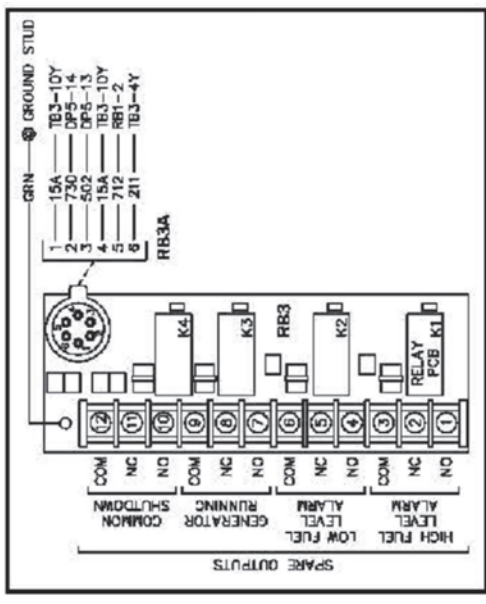 GRN
GROUND STUD
1 15A TB3-10Y
2 730 DP5-14
3 502 DP5-13
4 15A TB3-10Y
5 712 RB1-2
6 211 TB3-4Y
RB3A
K4
K3
RB3
K2
RELAY
PCB
K1
12 COM
11 NC
10 NO
COMMON
SHUTDOWN
9 COM
8 NC
7 NO
GENERATOR
RUNNING
6 COM
5 NC
4 NO
LOW FUEL
LEVEL
ALARM
3 COM
2 NC
1 NO
HIGH FUEL
LEVEL
ALARM
SPARE OUTPUTS